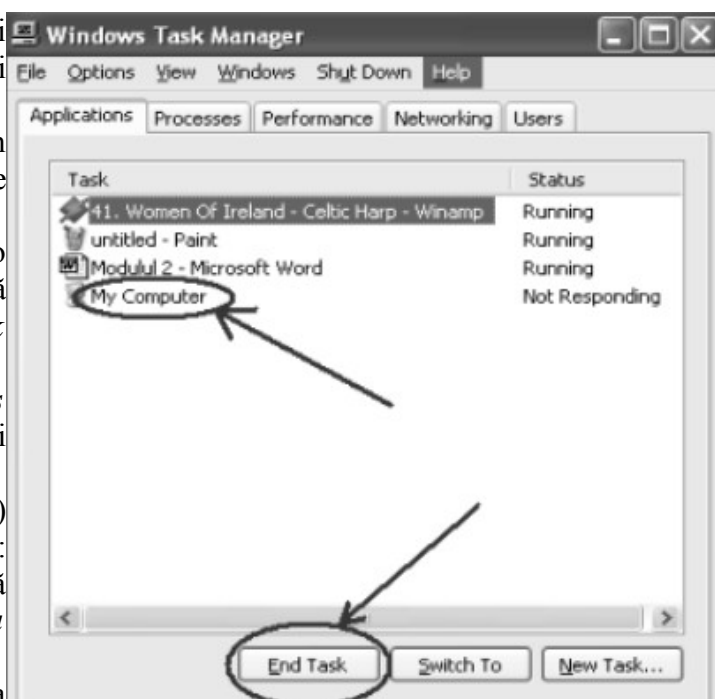 Windows Task Manager
File Options View Windows Shut Down Help
Applications Processes Performance Networking Users
Task Status
41. Women Of Ireland - Celtic Harp - Winamp Running
untitled - Paint Running
Modulul 2 - Microsoft Word Running
My Computer Not Responding
End Task Switch To New Task...